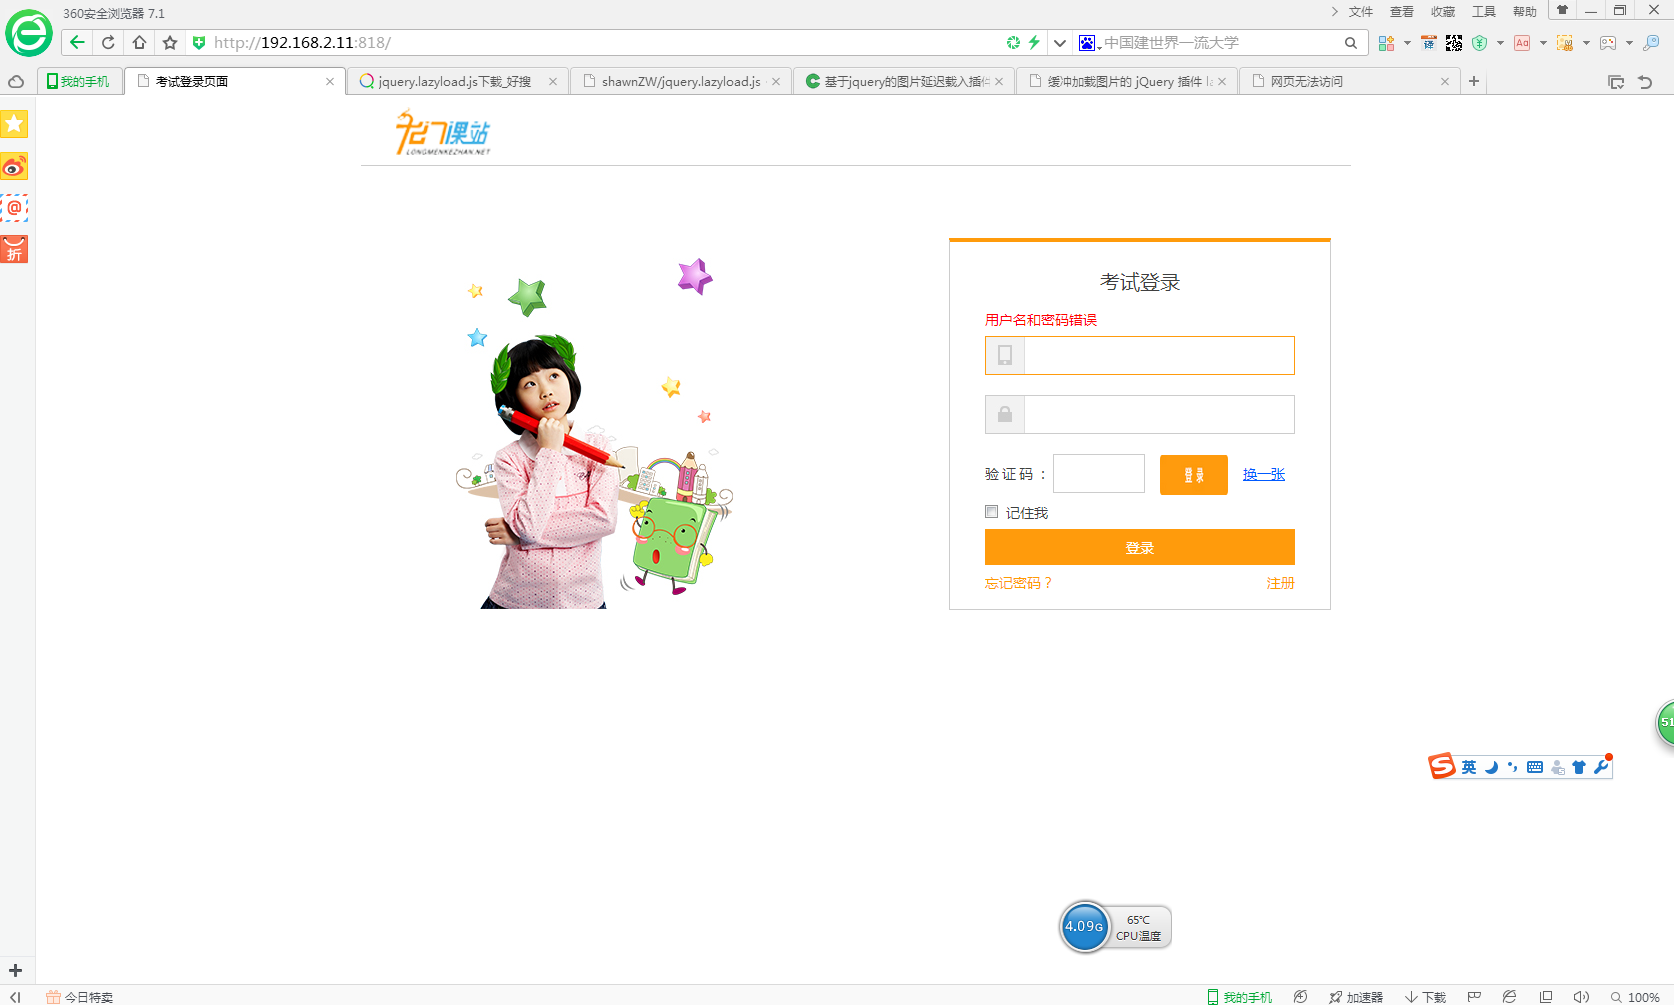 360安全浏览器 7.1
文件 查看 收藏 工具 帮助
http://192.168.2.11:818/
中国建世界一流大学
译
Aa
我的手机
考试登录页面
jquery.lazyload.js下载_好搜
shawnZW/jquery.lazyload.js
基于jquery的图片延迟载入插件
缓冲加载图片的 jQuery 插件 la
网页无法访问
@
折
龙门课站
LONGMENKEZHAN.NET
考试登录
用户名和密码错误
验证码：
登录
换一张
记住我
登录
忘记密码？ 注册
51
S 英
4.09G
65℃
CPU温度
今日特卖
我的手机
加速器
下载
100%